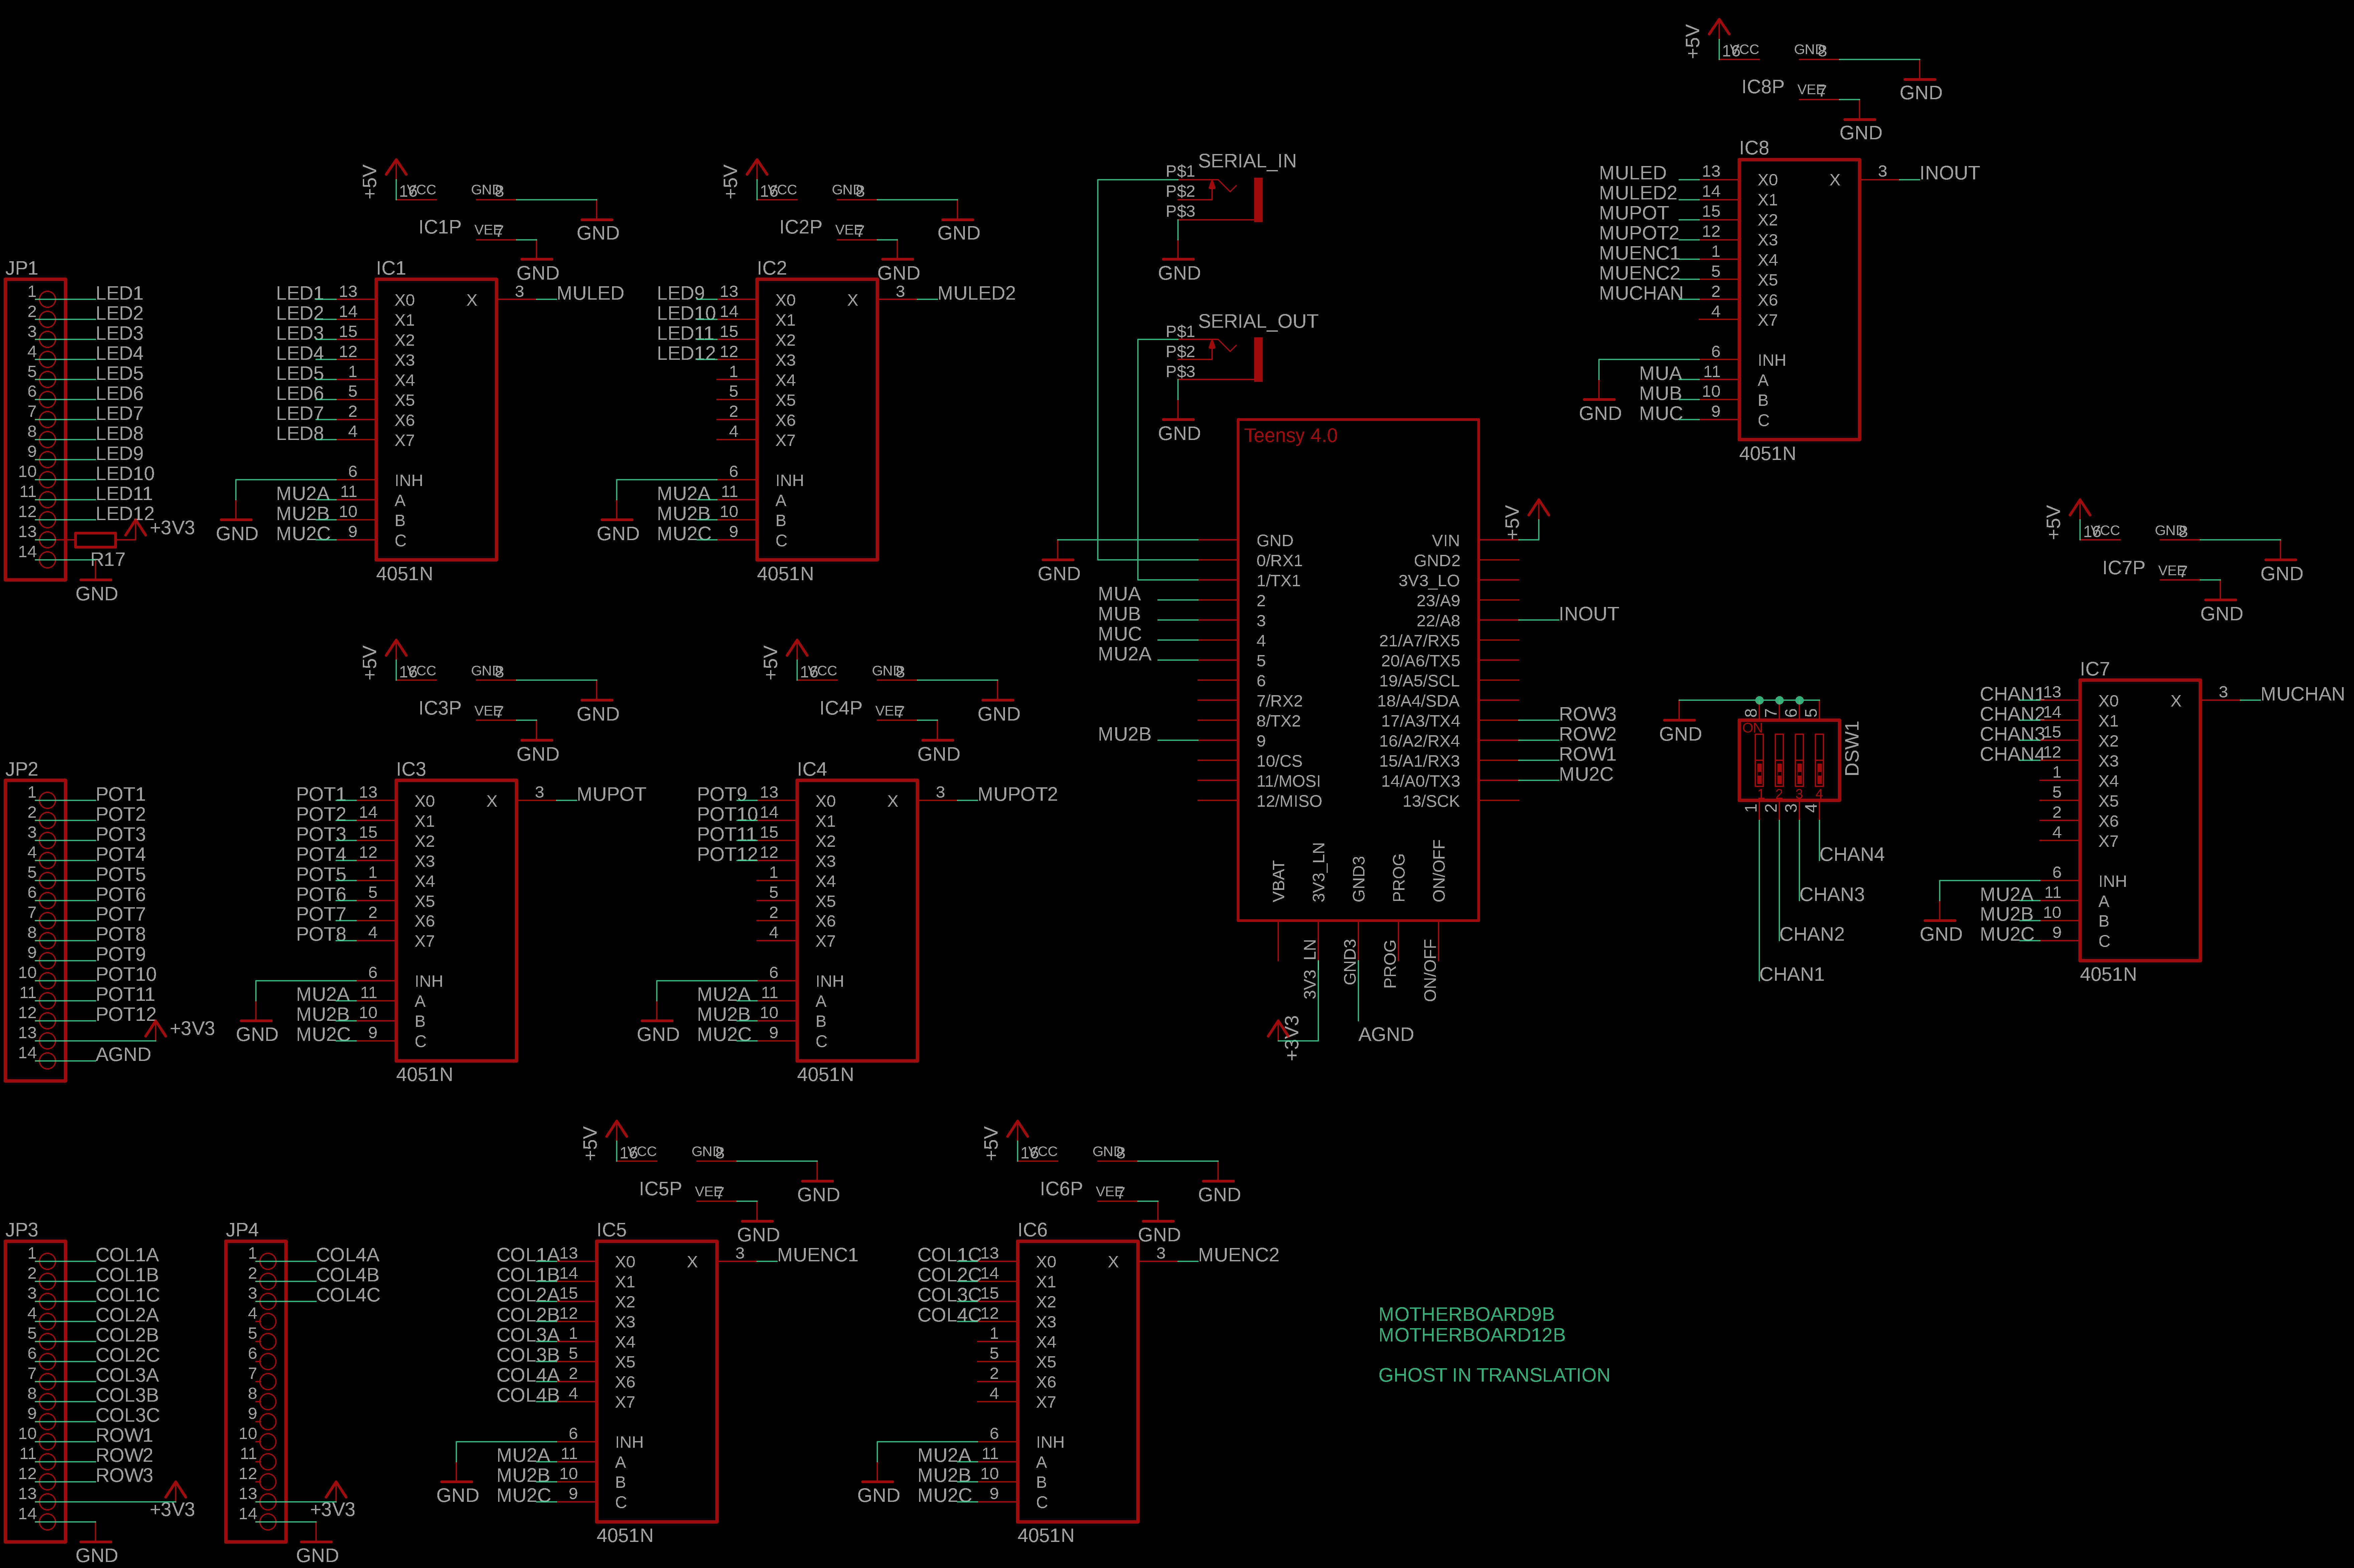 +5V
16
VCC
GND
8
IC8P
VEE
7
GND
GND
IC8
MULED 13 X0 X 3 INOUT
MULED2 14 X1
MUPOT 15 X2
MUPOT2 12 X3
MUENC1 1 X4
MUENC2 5 X5
MUCHAN 2 X6
4 X7
6 INH
MUA 11 A
MUB 10 B
MUC 9 C
GND
4051N
+5V
16
VCC
GND
8
IC1P
VEE
7
GND
GND
+5V
16
VCC
GND
8
IC2P
VEE
7
GND
GND
SERIAL_IN
P$1
P$2
P$3
GND
SERIAL_OUT
P$1
P$2
P$3
GND
JP1
1 LED1
2 LED2
3 LED3
4 LED4
5 LED5
6 LED6
7 LED7
8 LED8
9 LED9
10 LED10
11 LED11
12 LED12
13 +3V3
14 R17
GND
IC1
LED1 13 X0 X 3 MULED
LED2 14 X1
LED3 15 X2
LED4 12 X3
LED5 1 X4
LED6 5 X5
LED7 2 X6
LED8 4 X7
6 INH
MU2A 11 A
MU2B 10 B
MU2C 9 C
GND
4051N
IC2
LED9 13 X0 X 3 MULED2
LED10 14 X1
LED11 15 X2
LED12 12 X3
1 X4
5 X5
2 X6
4 X7
6 INH
MU2A 11 A
MU2B 10 B
MU2C 9 C
GND
4051N
Teensy 4.0
+5V
GND
GND VIN
0/RX1 GND2
1/TX1 3V3_LO
MUA 2 23/A9
MUB 3 22/A8 INOUT
MUC 4 21/A7/RX5
MU2A 5 20/A6/TX5
6 19/A5/SCL
7/RX2 18/A4/SDA
8/TX2 17/A3/TX4 ROW3
MU2B 9 16/A2/RX4 ROW2
10/CS 15/A1/RX3 ROW1
11/MOSI 14/A0/TX3 MU2C
12/MISO 13/SCK
VBAT
3V3_LN
GND3
PROG
ON/OFF
3V3_LN
GND3
PROG
ON/OFF
+3V3
AGND
GND
8 7 6 5
ON
1 2 3 4
1 2 3 4
DSW1
CHAN4
CHAN3
CHAN2
CHAN1
+5V
16
VCC
GND
8
IC7P
VEE
7
GND
GND
IC7
CHAN1 13 X0 X 3 MUCHAN
CHAN2 14 X1
CHAN3 15 X2
CHAN4 12 X3
1 X4
5 X5
2 X6
4 X7
6 INH
MU2A 11 A
MU2B 10 B
MU2C 9 C
GND
4051N
+5V
16
VCC
GND
8
IC3P
VEE
7
GND
GND
+5V
16
VCC
GND
8
IC4P
VEE
7
GND
GND
JP2
1 POT1
2 POT2
3 POT3
4 POT4
5 POT5
6 POT6
7 POT7
8 POT8
9 POT9
10 POT10
11 POT11
12 POT12
13 +3V3
14 AGND
IC3
POT1 13 X0 X 3 MUPOT
POT2 14 X1
POT3 15 X2
POT4 12 X3
POT5 1 X4
POT6 5 X5
POT7 2 X6
POT8 4 X7
6 INH
MU2A 11 A
MU2B 10 B
MU2C 9 C
GND
4051N
IC4
POT9 13 X0 X 3 MUPOT2
POT10 14 X1
POT11 15 X2
POT12 12 X3
1 X4
5 X5
2 X6
4 X7
6 INH
MU2A 11 A
MU2B 10 B
MU2C 9 C
GND
4051N
+5V
16
VCC
GND
8
IC5P
VEE
7
GND
GND
+5V
16
VCC
GND
8
IC6P
VEE
7
GND
GND
JP3
1 COL1A
2 COL1B
3 COL1C
4 COL2A
5 COL2B
6 COL2C
7 COL3A
8 COL3B
9 COL3C
10 ROW1
11 ROW2
12 ROW3
13 +3V3
14
GND
JP4
1 COL4A
2 COL4B
3 COL4C
4
5
6
7
8
9
10
11
12
13 +3V3
14
GND
IC5
COL1A 13 X0 X 3 MUENC1
COL1B 14 X1
COL2A 15 X2
COL2B 12 X3
COL3A 1 X4
COL3B 5 X5
COL4A 2 X6
COL4B 4 X7
6 INH
MU2A 11 A
MU2B 10 B
MU2C 9 C
GND
4051N
IC6
COL1C 13 X0 X 3 MUENC2
COL2C 14 X1
COL3C 15 X2
COL4C 12 X3
1 X4
5 X5
2 X6
4 X7
6 INH
MU2A 11 A
MU2B 10 B
MU2C 9 C
GND
4051N
MOTHERBOARD9B
MOTHERBOARD12B
GHOST IN TRANSLATION